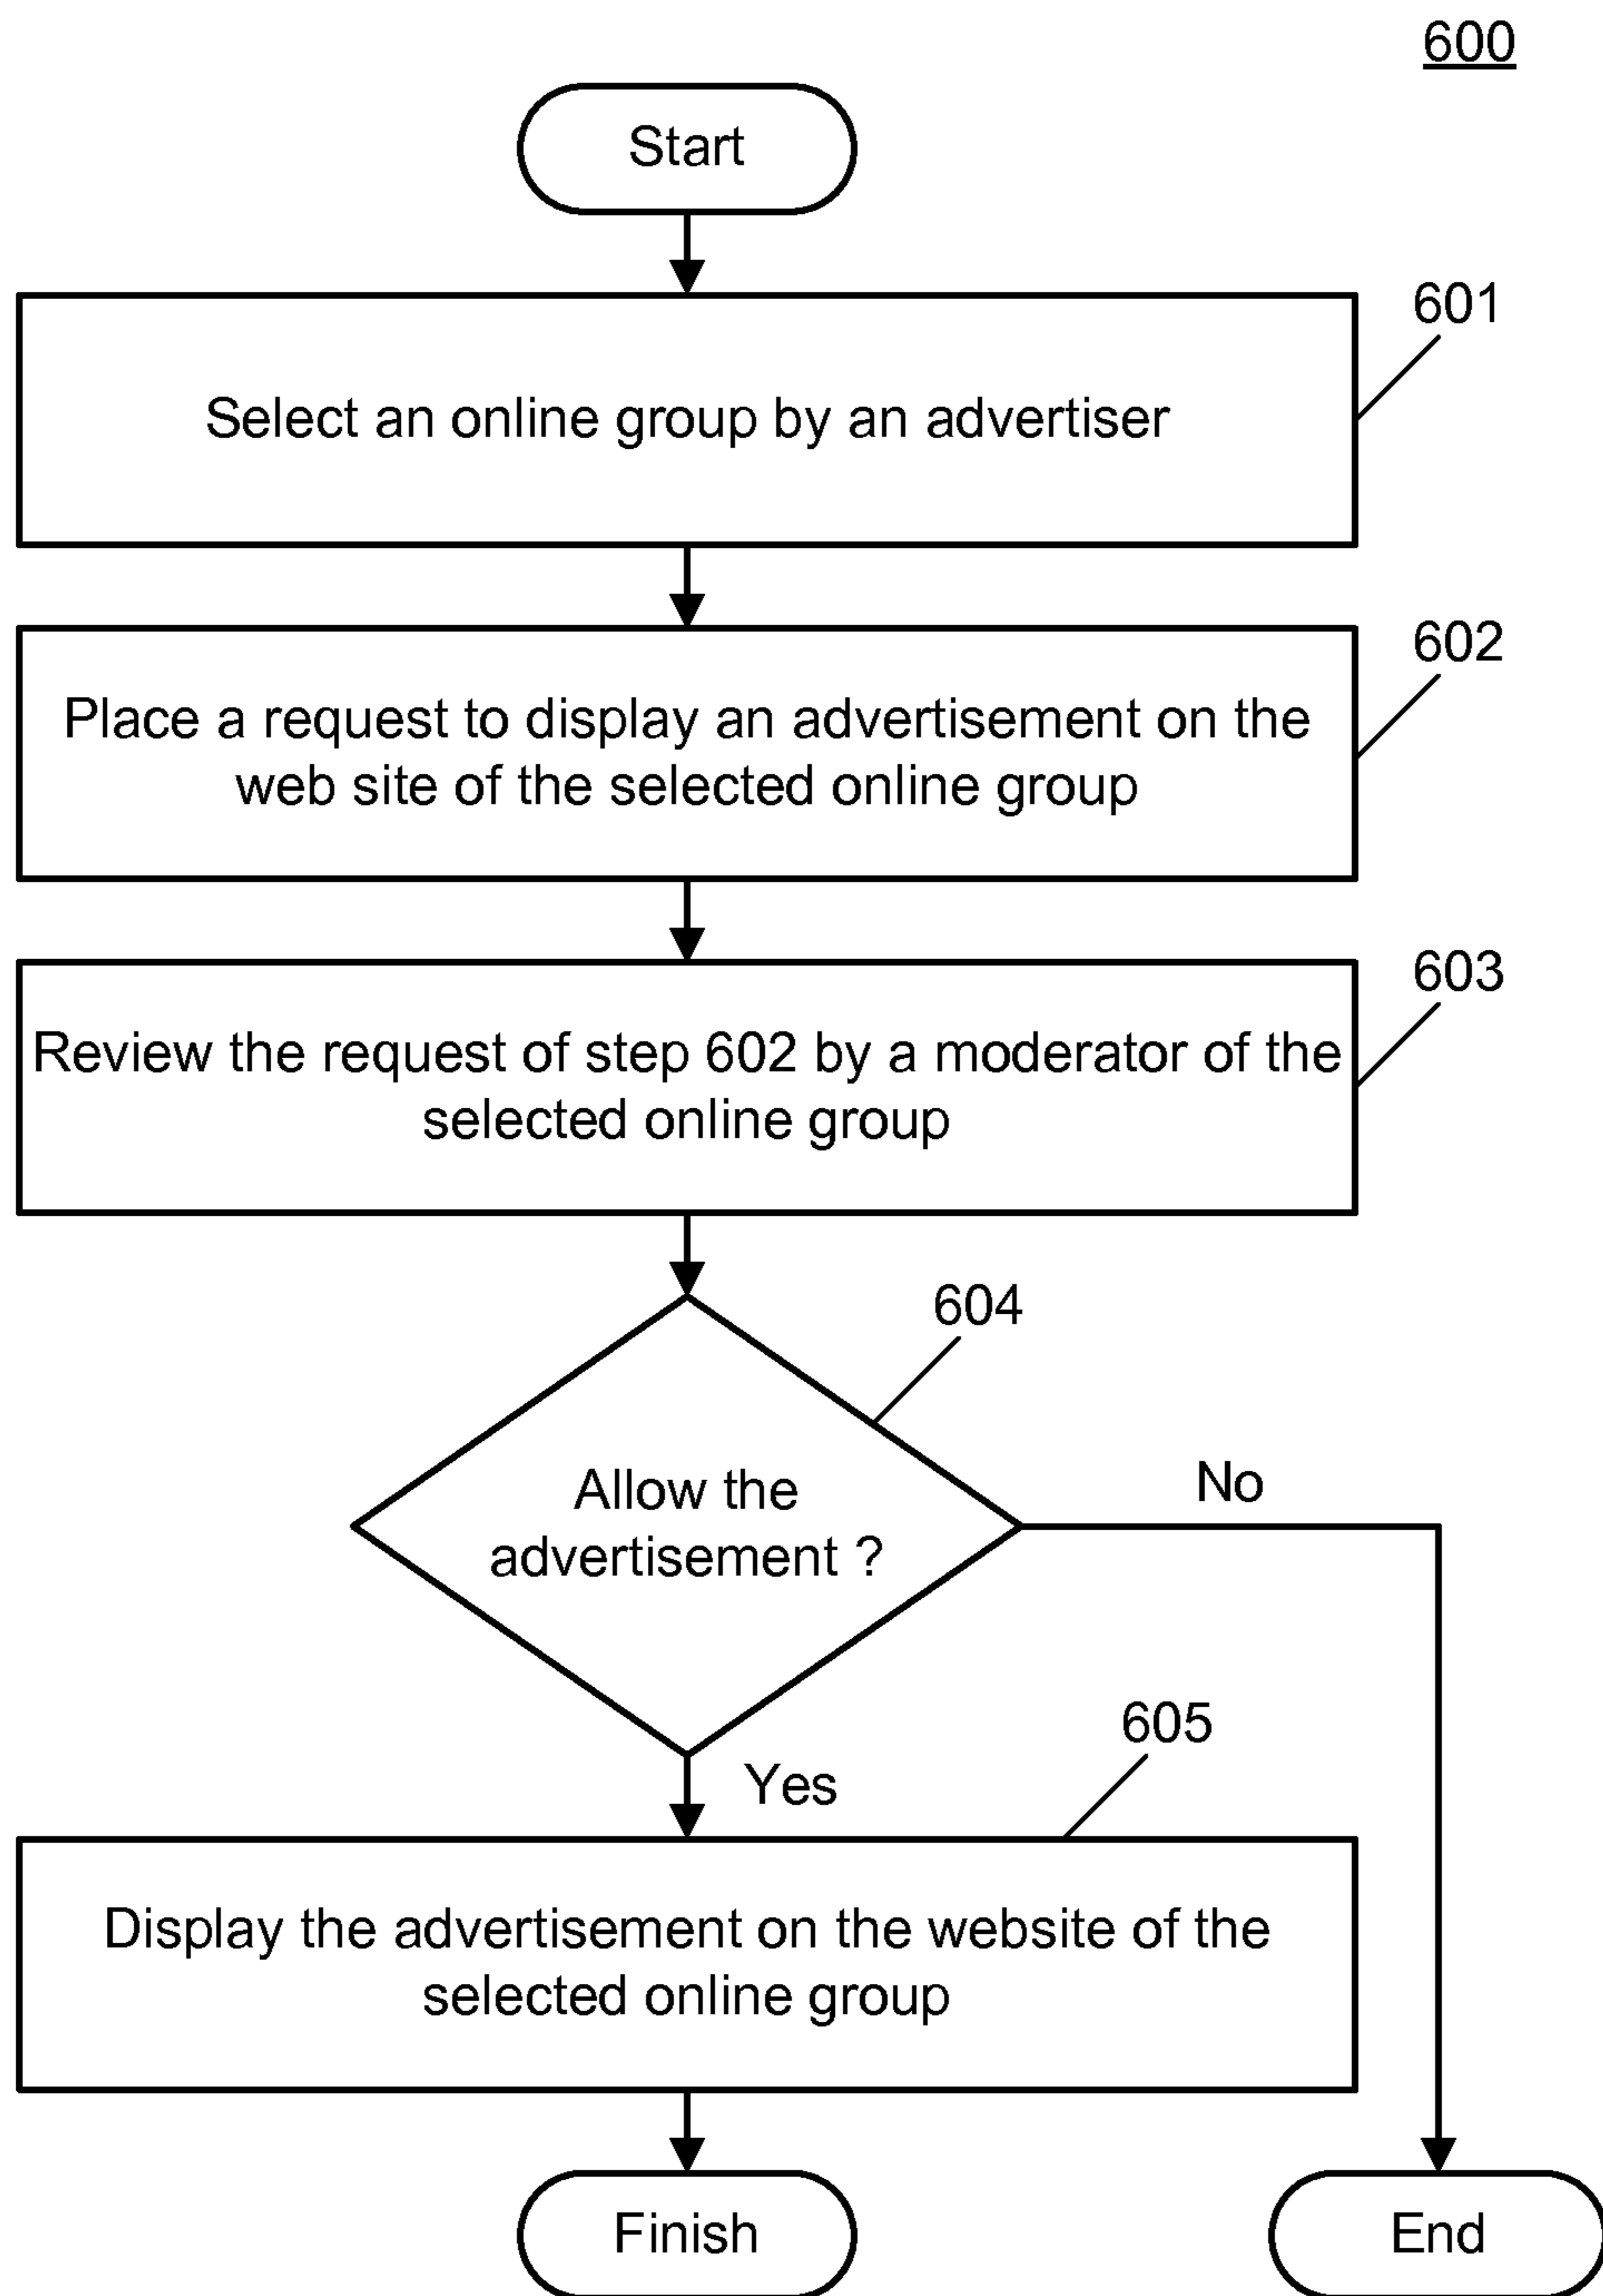 600
Start
601
Select an online group by an advertiser
602
Place a request to display an advertisement on the
web site of the selected online group
603
Review the request of step 602 by a moderator of the
selected online group
604
Allow the
advertisement ?
No
Yes
605
Display the advertisement on the website of the
selected online group
Finish
End